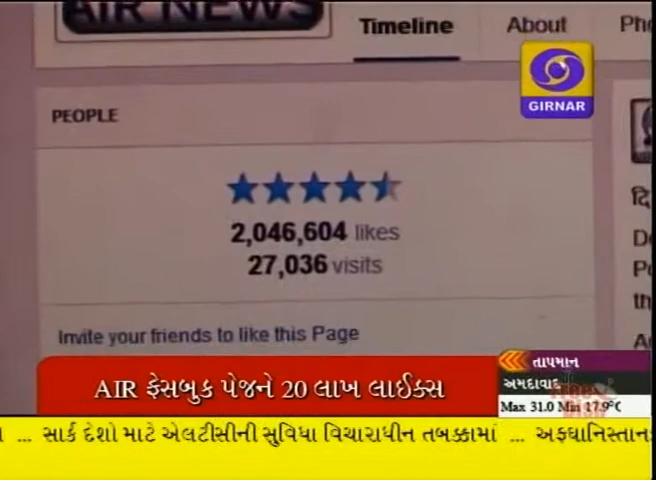 AIR NEWS
Timeline About
GIRNAR
PEOPLE
2,046,604 likes
27,036 visits
Invite your friends to like this Page
AIR ફેસબુક પેજને 20 લાખ લાઈક્સ
તાપમાન
અમદાવાદ
Max 31.0 Min 17.9°C
... સાર્ક દેશો માટે એલટીસીની સુવિધા વિચારાધીન તબક્કામાં ... અફઘાનિસ્તાન